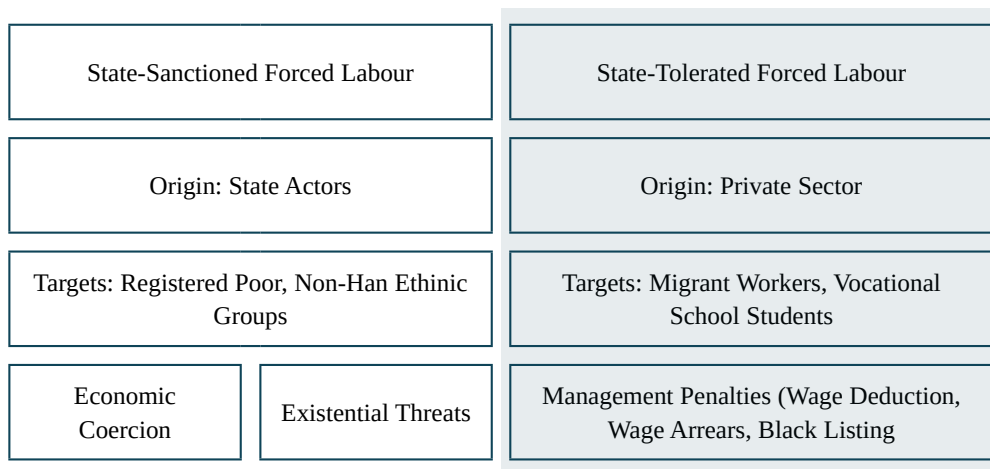 State-Sanctioned Forced Labour
State-Tolerated Forced Labour
Origin: State Actors
Origin: Private Sector
Targets: Registered Poor, Non-Han Ethinic
Groups
Targets: Migrant Workers, Vocational
School Students
Economic
Coercion
Existential Threats
Management Penalties (Wage Deduction,
Wage Arrears, Black Listing